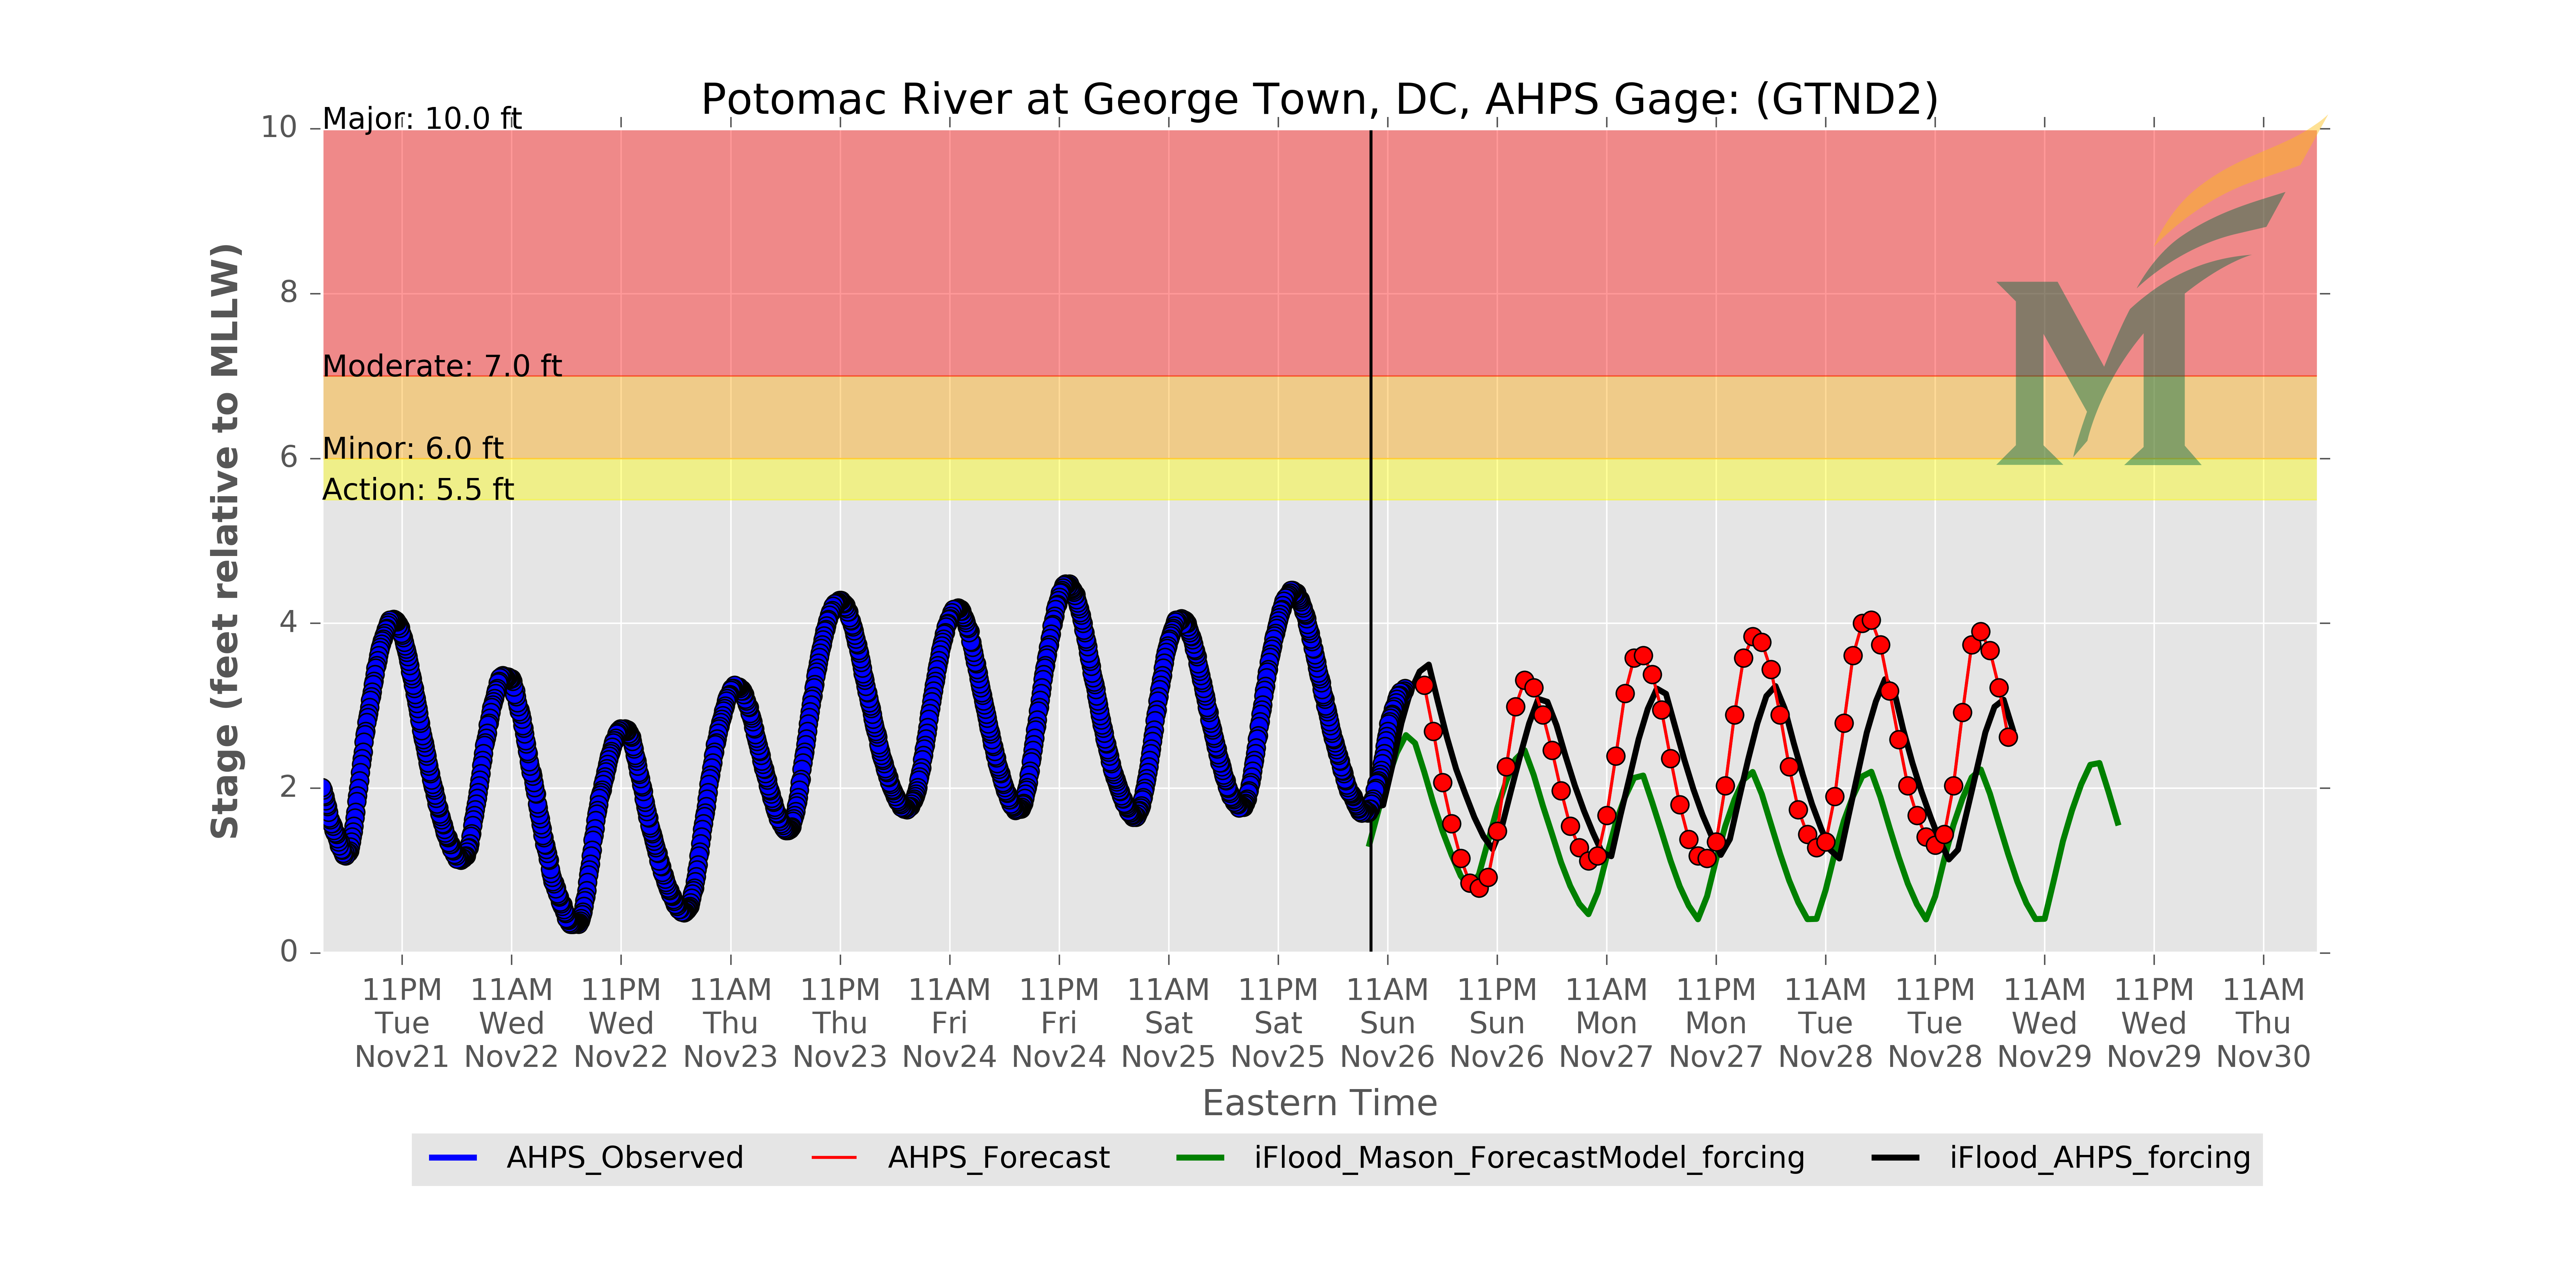 Potomac River at George Town, DC, AHPS Gage: (GTND2)
Major: 10.0 ft
Moderate: 7.0 ft
Minor: 6.0 ft
Action: 5.5 ft
10
8
6
4
2
0
Stage (feet relative to MLLW)
M
11PM 11AM 11PM 11AM 11PM 11AM 11PM 11AM 11PM 11AM 11PM 11AM 11PM 11AM 11PM 11AM 11PM 11AM
Tue Wed Wed Thu Thu Fri Fri Sat Sat Sun Sun Mon Mon Tue Tue Wed Wed Thu
Nov21 Nov22 Nov22 Nov23 Nov23 Nov24 Nov24 Nov25 Nov25 Nov26 Nov26 Nov27 Nov27 Nov28 Nov28 Nov29 Nov29 Nov30
Eastern Time
AHPS_Observed AHPS_Forecast iFlood_Mason_ForecastModel_forcing iFlood_AHPS_forcing